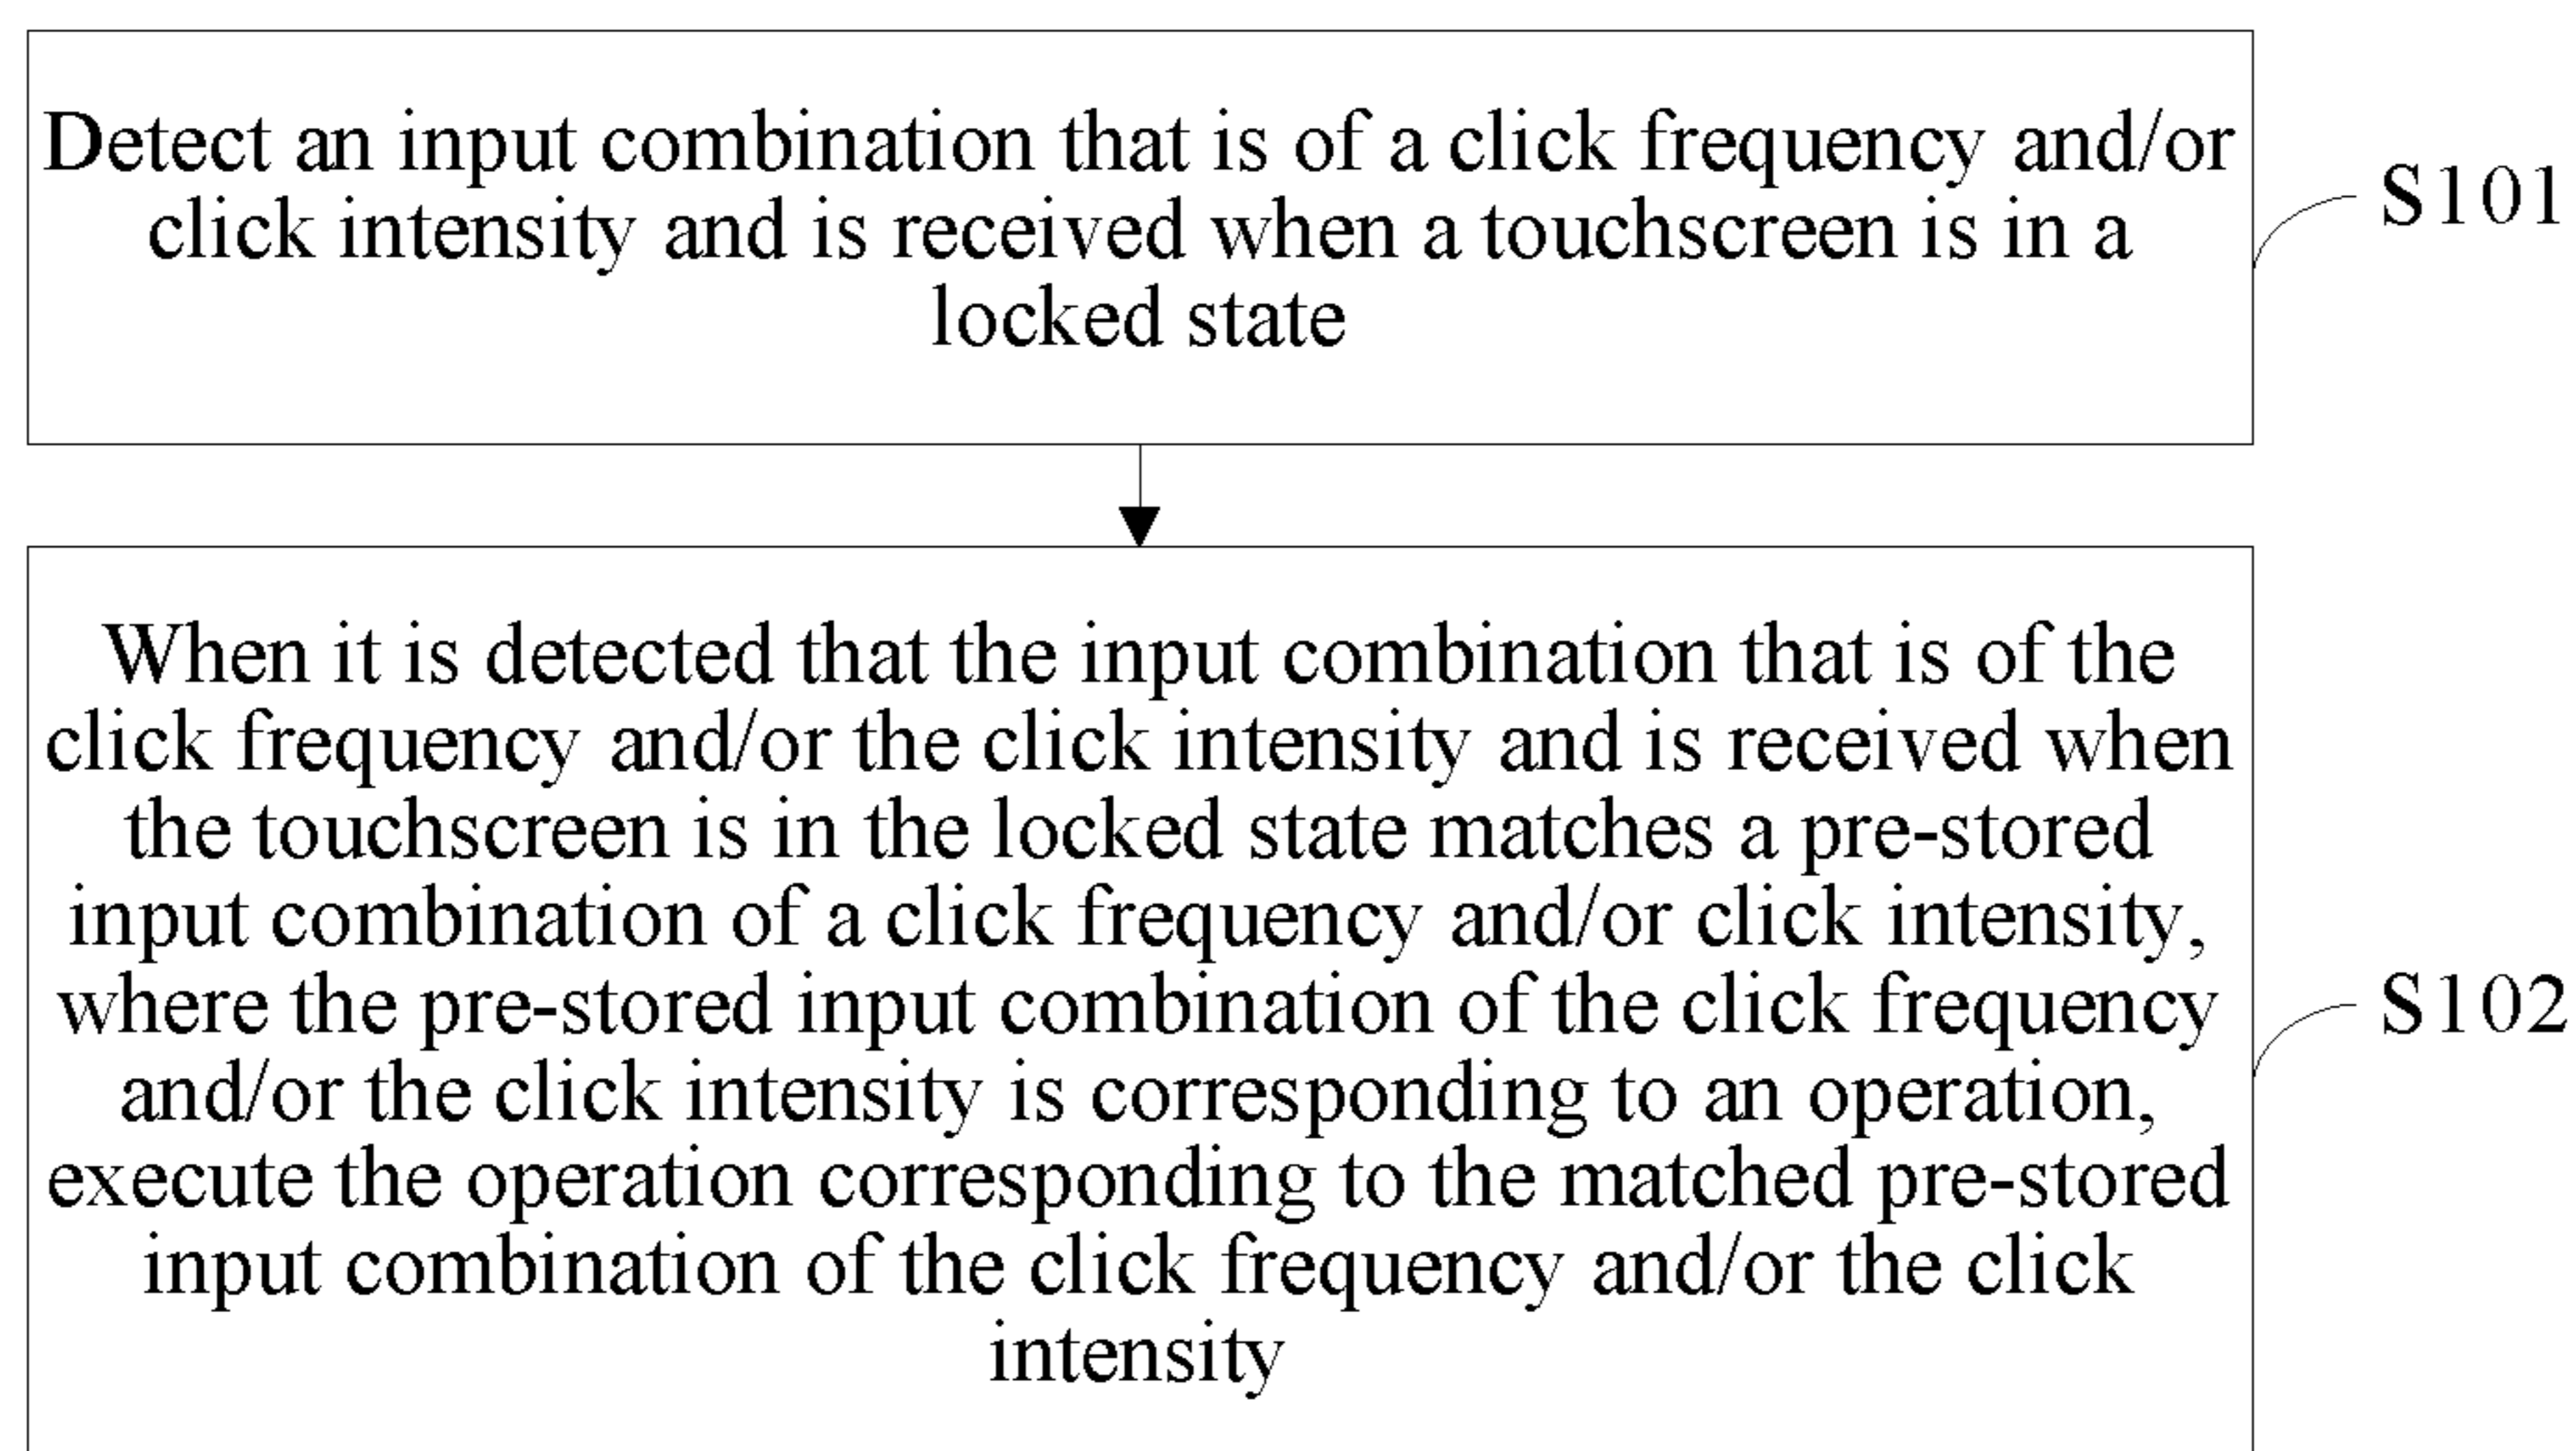 Detect an input combination that is of a click frequency and/or
click intensity and is received when a touchscreen is in a
locked state
S101
When it is detected that the input combination that is of the
click frequency and/or the click intensity and is received when
the touchscreen is in the locked state matches a pre-stored
input combination of a click frequency and/or click intensity,
where the pre-stored input combination of the click frequency
and/or the click intensity is corresponding to an operation,
execute the operation corresponding to the matched pre-stored
input combination of the click frequency and/or the click
intensity
S102